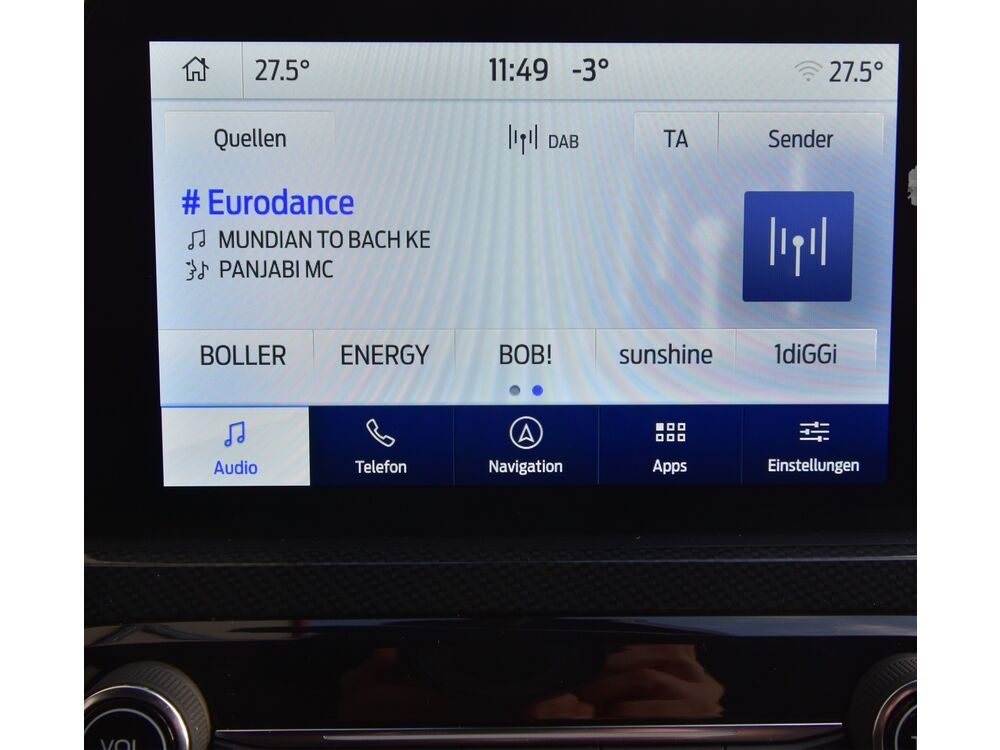 27.5° 11:49 -3° 27.5°
Quellen DAB TA Sender
# Eurodance
MUNDIAN TO BACH KE
PANJABI MC
BOLLER ENERGY BOB! sunshine 1diGGi
Audio Telefon Navigation Apps Einstellungen
VOL